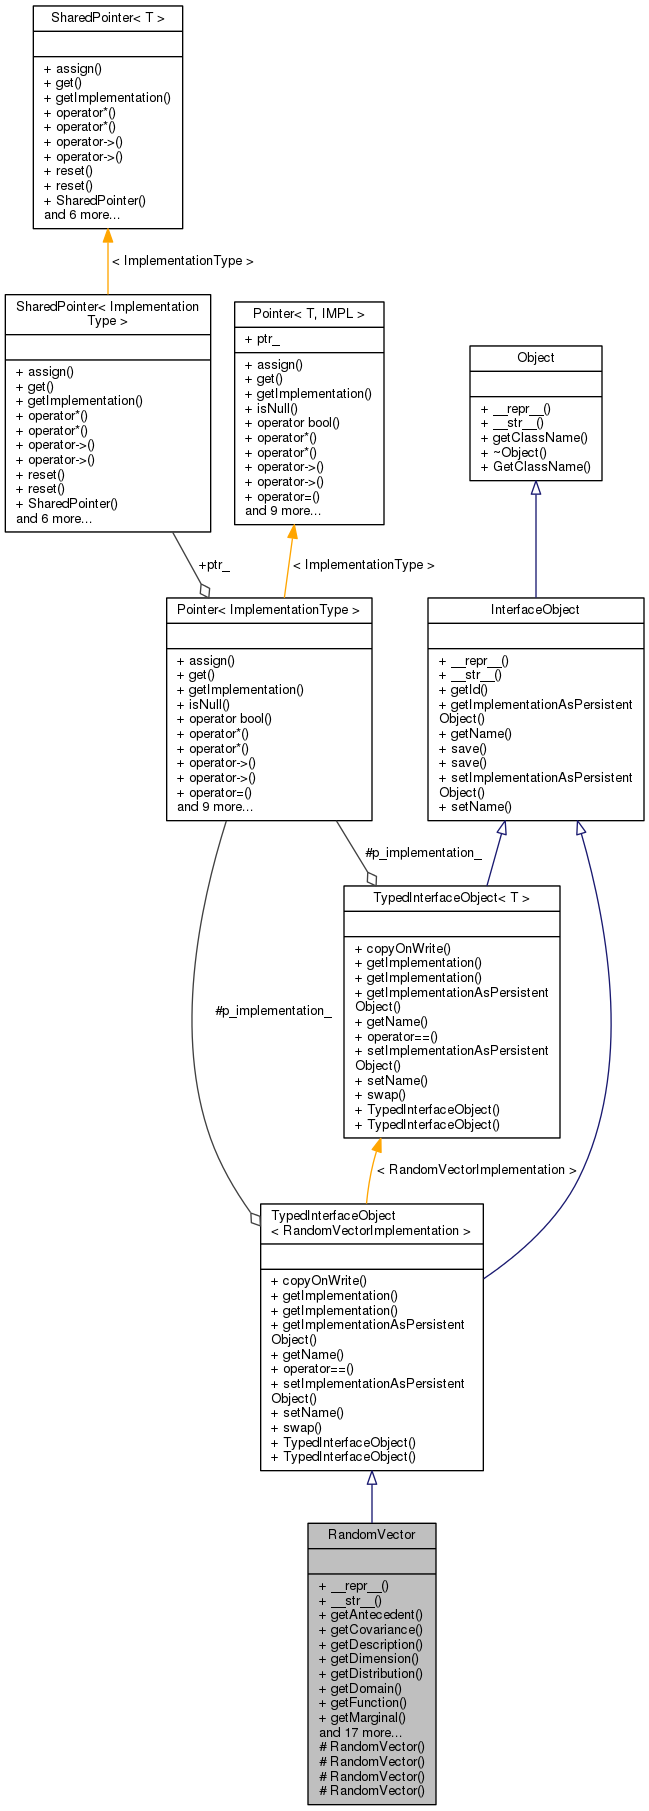 SharedPointer< T >
+ assign()
+ get()
+ getImplementation()
+ operator*()
+ operator*()
+ operator->()
+ operator->()
+ reset()
+ reset()
+ SharedPointer()
and 6 more...
< ImplementationType >
SharedPointer< Implementation
Type >
+ assign()
+ get()
+ getImplementation()
+ operator*()
+ operator*()
+ operator->()
+ operator->()
+ reset()
+ reset()
+ SharedPointer()
and 6 more...
Pointer< T, IMPL >
+ ptr_
+ assign()
+ get()
+ getImplementation()
+ isNull()
+ operator bool()
+ operator*()
+ operator*()
+ operator->()
+ operator->()
+ operator=()
and 9 more...
Object
+ __repr__()
+ __str__()
+ getClassName()
+ ~Object()
+ GetClassName()
+ptr_
< ImplementationType >
Pointer< ImplementationType >
+ assign()
+ get()
+ getImplementation()
+ isNull()
+ operator bool()
+ operator*()
+ operator*()
+ operator->()
+ operator->()
+ operator=()
and 9 more...
InterfaceObject
+ __repr__()
+ __str__()
+ getId()
+ getImplementationAsPersistent
Object()
+ getName()
+ save()
+ save()
+ setImplementationAsPersistent
Object()
+ setName()
#p_implementation_
TypedInterfaceObject< T >
+ copyOnWrite()
+ getImplementation()
+ getImplementation()
+ getImplementationAsPersistent
Object()
+ getName()
+ operator==()
+ setImplementationAsPersistent
Object()
+ setName()
+ swap()
+ TypedInterfaceObject()
+ TypedInterfaceObject()
#p_implementation_
< RandomVectorImplementation >
TypedInterfaceObject
< RandomVectorImplementation >
+ copyOnWrite()
+ getImplementation()
+ getImplementation()
+ getImplementationAsPersistent
Object()
+ getName()
+ operator==()
+ setImplementationAsPersistent
Object()
+ setName()
+ swap()
+ TypedInterfaceObject()
+ TypedInterfaceObject()
RandomVector
+ __repr__()
+ __str__()
+ getAntecedent()
+ getCovariance()
+ getDescription()
+ getDimension()
+ getDistribution()
+ getDomain()
+ getFunction()
+ getMarginal()
and 17 more...
# RandomVector()
# RandomVector()
# RandomVector()
# RandomVector()